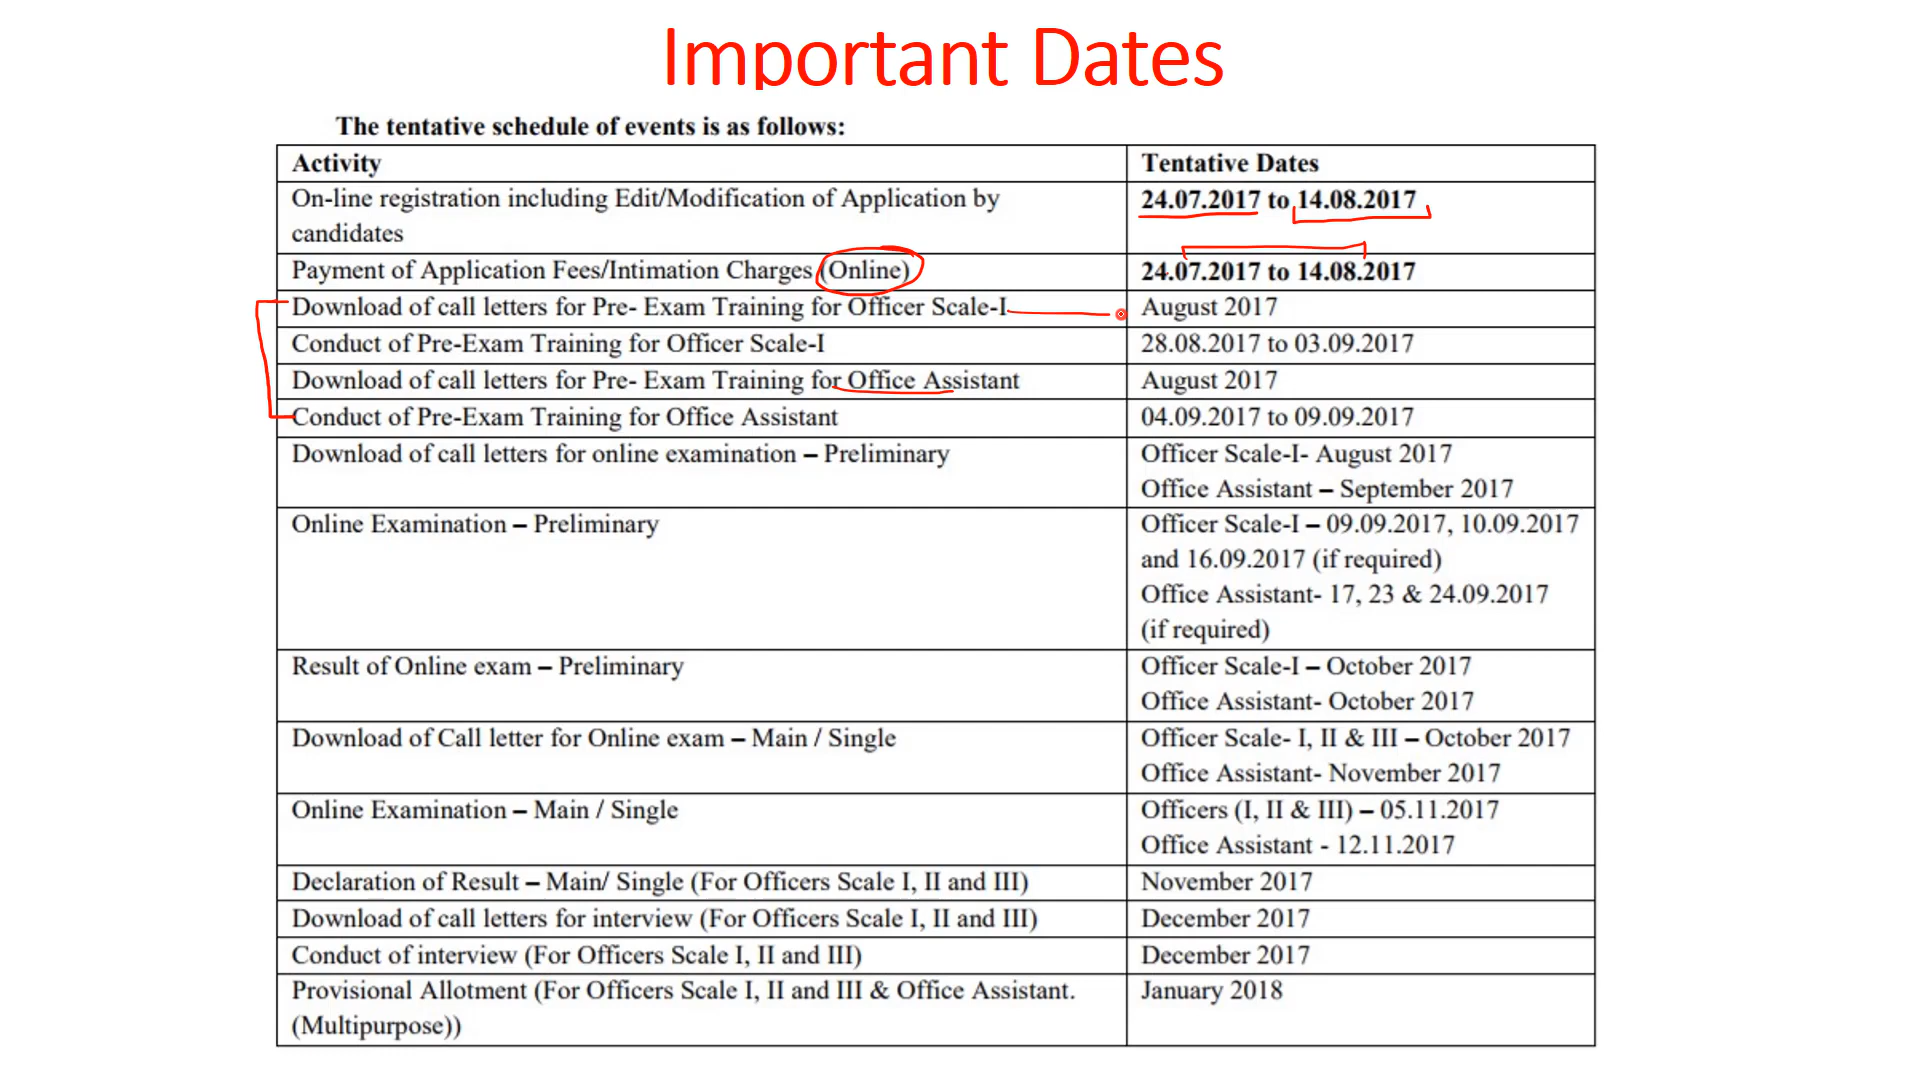 Important Dates
The tentative schedule of events is as follows:
Activity
Tentative Dates
On-line registration including Edit/Modification of Application by
candidates
24.07.2017 to 14.08.2017
Payment of Application Fees/Intimation Charges (Online)
24.07.2017 to 14.08.2017
Download of call letters for Pre- Exam Training for Officer Scale-I
August 2017
Conduct of Pre-Exam Training for Officer Scale-I
28.08.2017 to 03.09.2017
Download of call letters for Pre- Exam Training for Office Assistant
August 2017
Conduct of Pre-Exam Training for Office Assistant
04.09.2017 to 09.09.2017
Download of call letters for online examination – Preliminary
Officer Scale-I- August 2017
Office Assistant – September 2017
Online Examination – Preliminary
Officer Scale-I – 09.09.2017, 10.09.2017
and 16.09.2017 (if required)
Office Assistant- 17, 23 & 24.09.2017
(if required)
Result of Online exam – Preliminary
Officer Scale-I – October 2017
Office Assistant- October 2017
Download of Call letter for Online exam – Main / Single
Officer Scale- I, II & III – October 2017
Office Assistant- November 2017
Online Examination – Main / Single
Officers (I, II & III) – 05.11.2017
Office Assistant - 12.11.2017
Declaration of Result – Main/ Single (For Officers Scale I, II and III)
November 2017
Download of call letters for interview (For Officers Scale I, II and III)
December 2017
Conduct of interview (For Officers Scale I, II and III)
December 2017
Provisional Allotment (For Officers Scale I, II and III & Office Assistant.
(Multipurpose))
January 2018